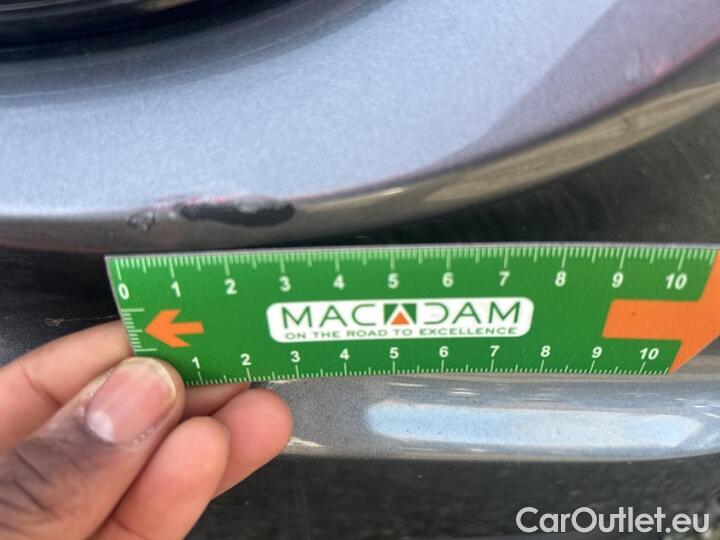 0 1 2 3 4 5 6 7 8 9 10
MACADAM
ON THE ROAD TO EXCELLENCE
1 2 3 4 5 6 7 8 9 10
CarOutlet.eu